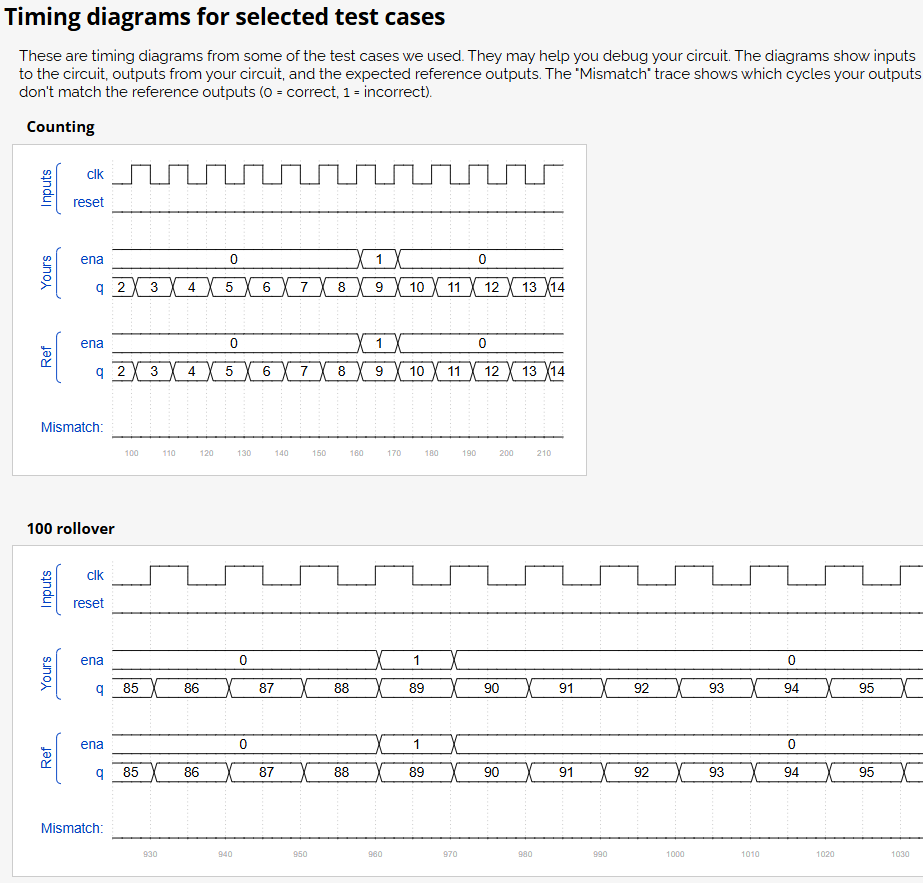 Timing diagrams for selected test cases
These are timing diagrams from some of the test cases we used. They may help you debug your circuit. The diagrams show inputs
to the circuit, outputs from your circuit, and the expected reference outputs. The "Mismatch" trace shows which cycles your outputs
don't match the reference outputs (0 = correct, 1 = incorrect).
Counting
Inputs
clk
reset
Yours
ena 0 1 0
q 2 3 4 5 6 7 8 9 10 11 12 13 14
Ref
ena 0 1 0
q 2 3 4 5 6 7 8 9 10 11 12 13 14
Mismatch:
100 110 120 130 140 150 160 170 180 190 200 210
100 rollover
Inputs
clk
reset
Yours
ena 0 1 0
q 85 86 87 88 89 90 91 92 93 94 95
Ref
ena 0 1 0
q 85 86 87 88 89 90 91 92 93 94 95
Mismatch:
930 940 950 960 970 980 990 1000 1010 1020 1030